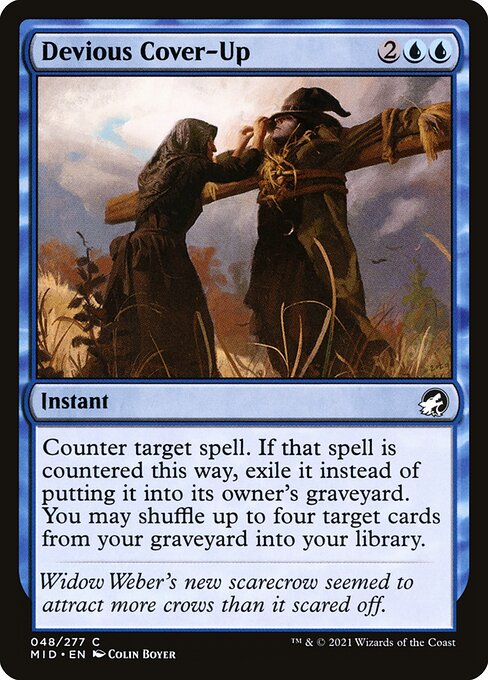 Devious Cover-Up 2
Instant
Counter target spell. If that spell is
countered this way, exile it instead of
putting it into its owner's graveyard.
You may shuffle up to four target cards
from your graveyard into your library.
Widow Weber's new scarecrow seemed to
attract more crows than it scared off.
048/277 C
MID • EN Colin Boyer
™ & © 2021 Wizards of the Coast